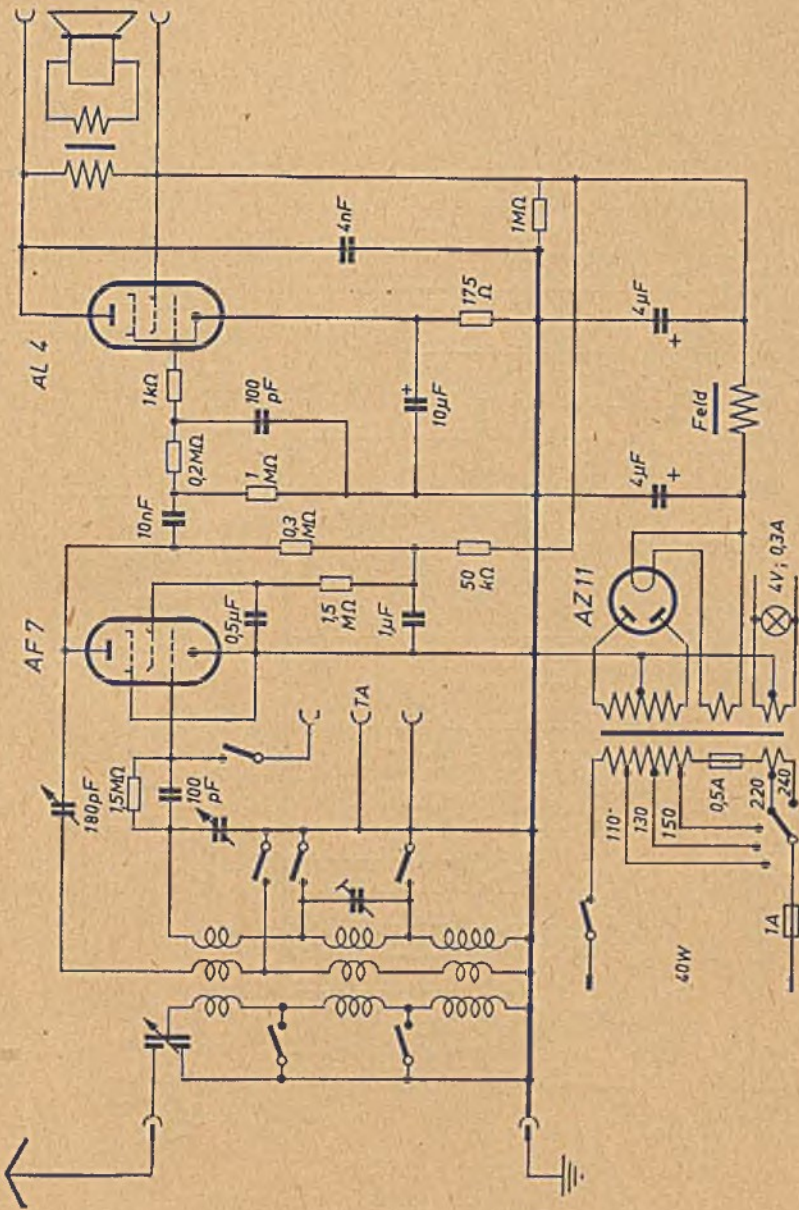 AF 7
AL 4
180pF
1,5MΩ
100
pF
TA
0,5µF
1,5
MΩ
1µF
10nF
0,3
MΩ
50
kΩ
0,2MΩ
1kΩ
1
MΩ
100
pF
10µF
+
175
Ω
4nF
1MΩ
4µF
+
4µF
+
Feld
AZ 11
4V; 0,3A
110
130
150
0,5A
220
240
1A
40W